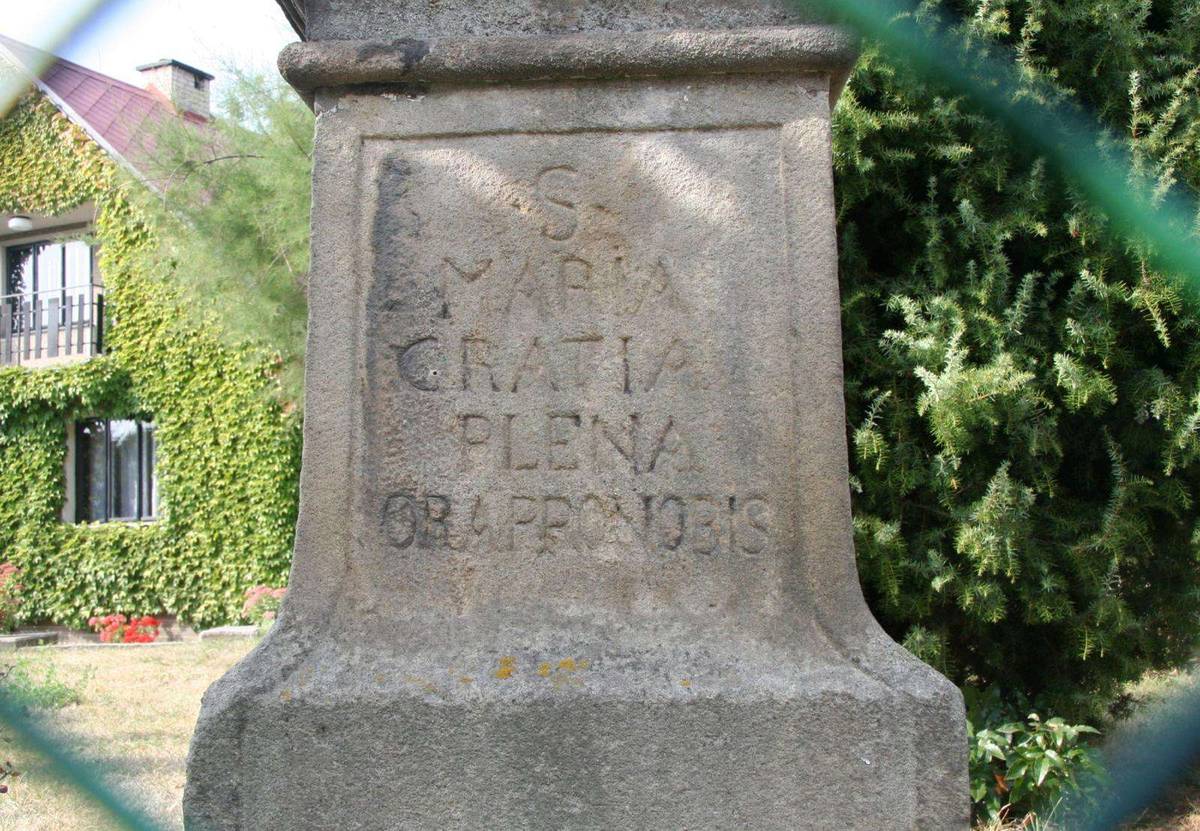 · S ·
MARIA
GRATIA
PLENA
ORA PRO NOBIS